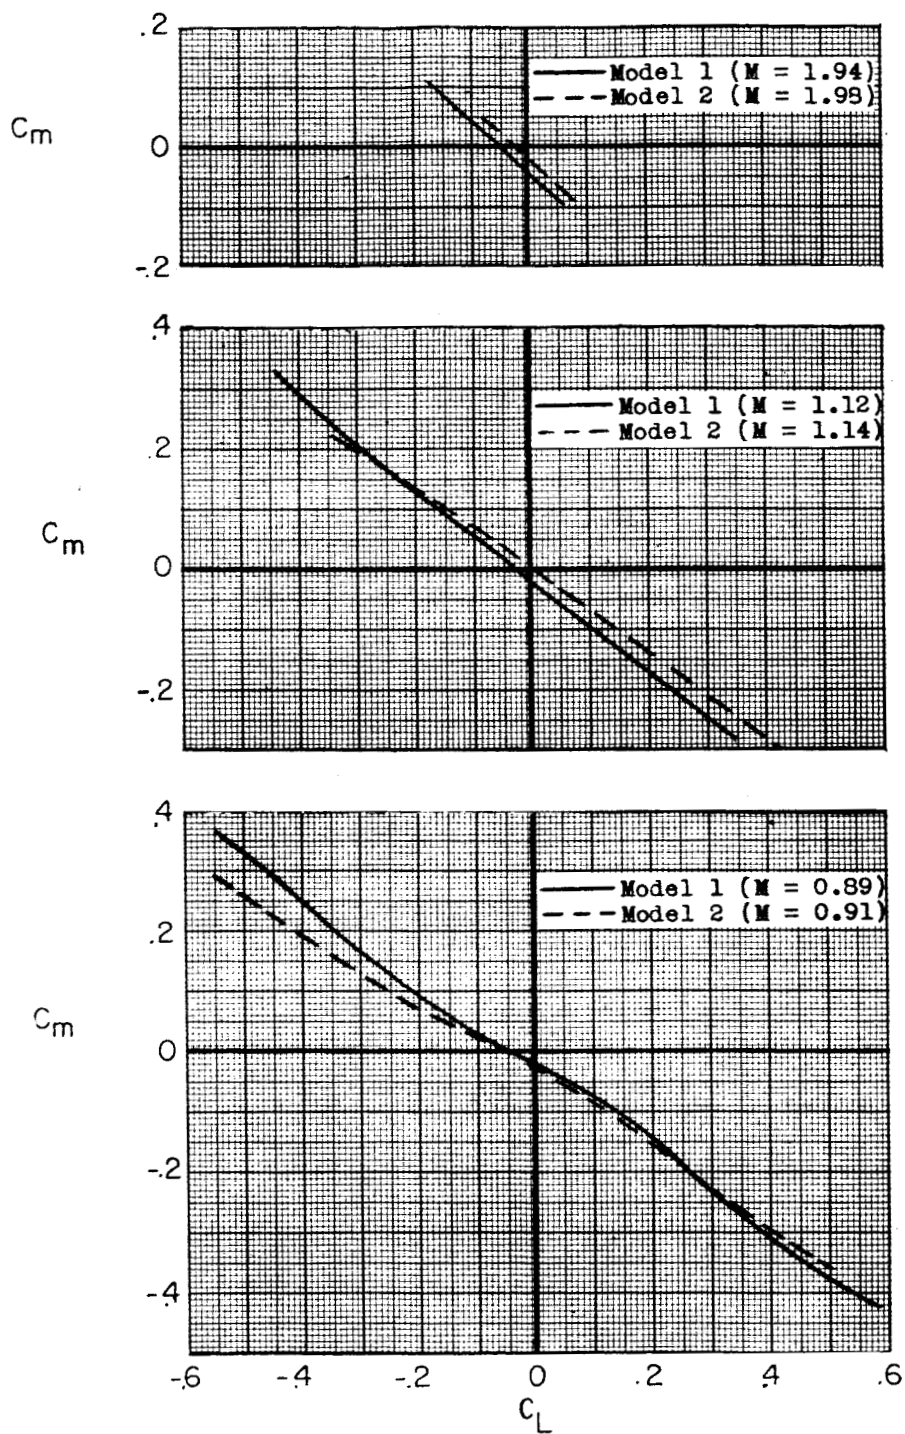 .2
Model 1 (M = 1.94)
Model 2 (M = 1.98)
Cm
0
-.2
.4
Model 1 (M = 1.12)
.2
Model 2 (M = 1.14)
Cm
0
-.2
.4
Model 1 (M = 0.89)
Model 2 (M = 0.91)
.2
Cm
0
-.2
-.4
-.6 -.4 -.2 0 .2 .4 .6
CL